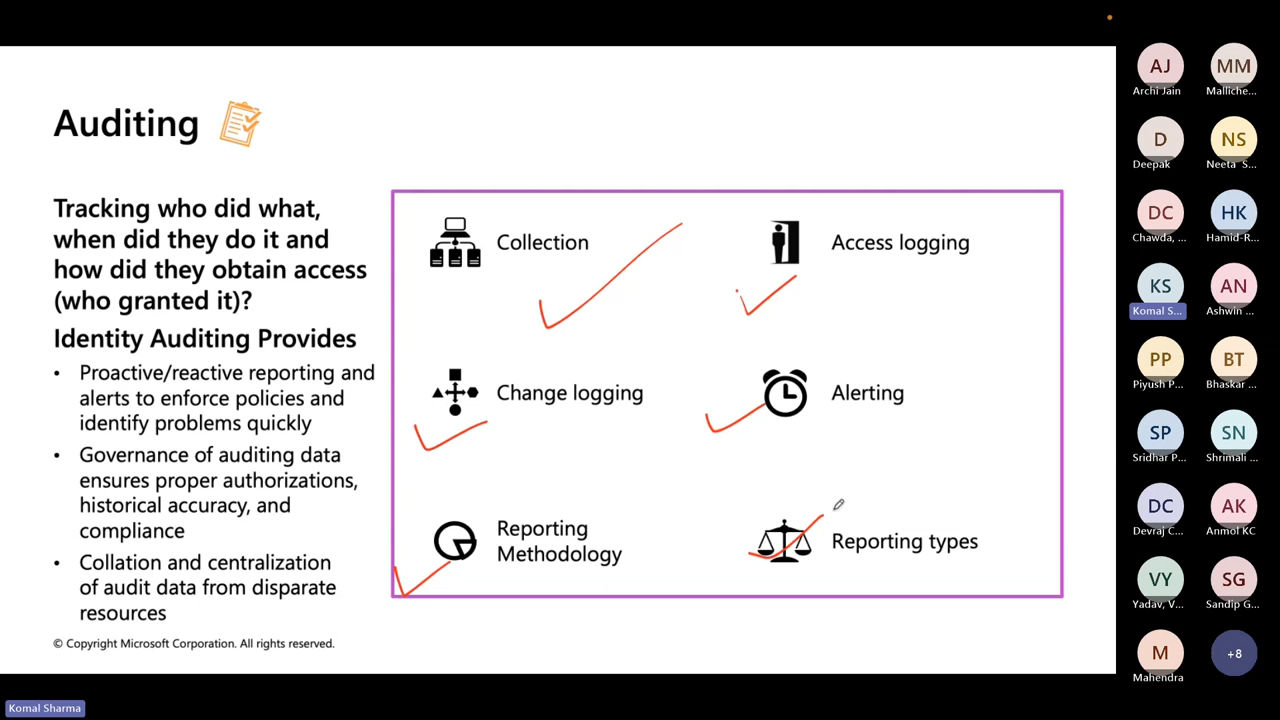 Auditing
Tracking who did what,
when did they do it and
how did they obtain access
(who granted it)?
Identity Auditing Provides
• Proactive/reactive reporting and
alerts to enforce policies and
identify problems quickly
• Governance of auditing data
ensures proper authorizations,
historical accuracy, and
compliance
• Collation and centralization
of audit data from disparate
resources
© Copyright Microsoft Corporation. All rights reserved.
Collection
Access logging
Change logging
Alerting
Reporting
Methodology
Reporting types
AJ
Archi Jain
MM
Malliche...
D
Deepak
NS
Neeta S...
DC
Chawda, ...
HK
Hamid-R...
KS
Komal S...
AN
Ashwin ...
PP
Piyush P...
BT
Bhaskar ...
SP
Sridhar P...
SN
Shrimali ...
DC
Devraj C...
AK
Anmol KC
VY
Yadav, V...
SG
Sandip G...
M
Mahendra
+8
Komal Sharma